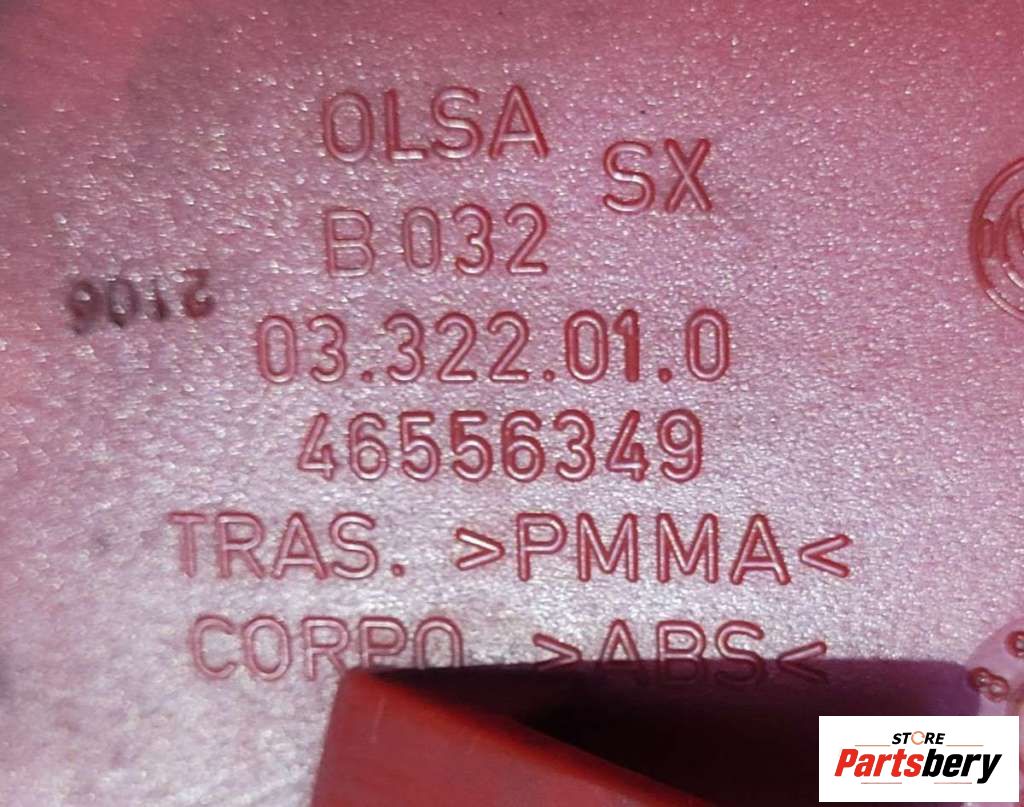 OLSA
SX
B 032
2106
03.322.01.0
46556349
TRAS. >PMMA<
CORPO >ABS<
STORE
Partsbery